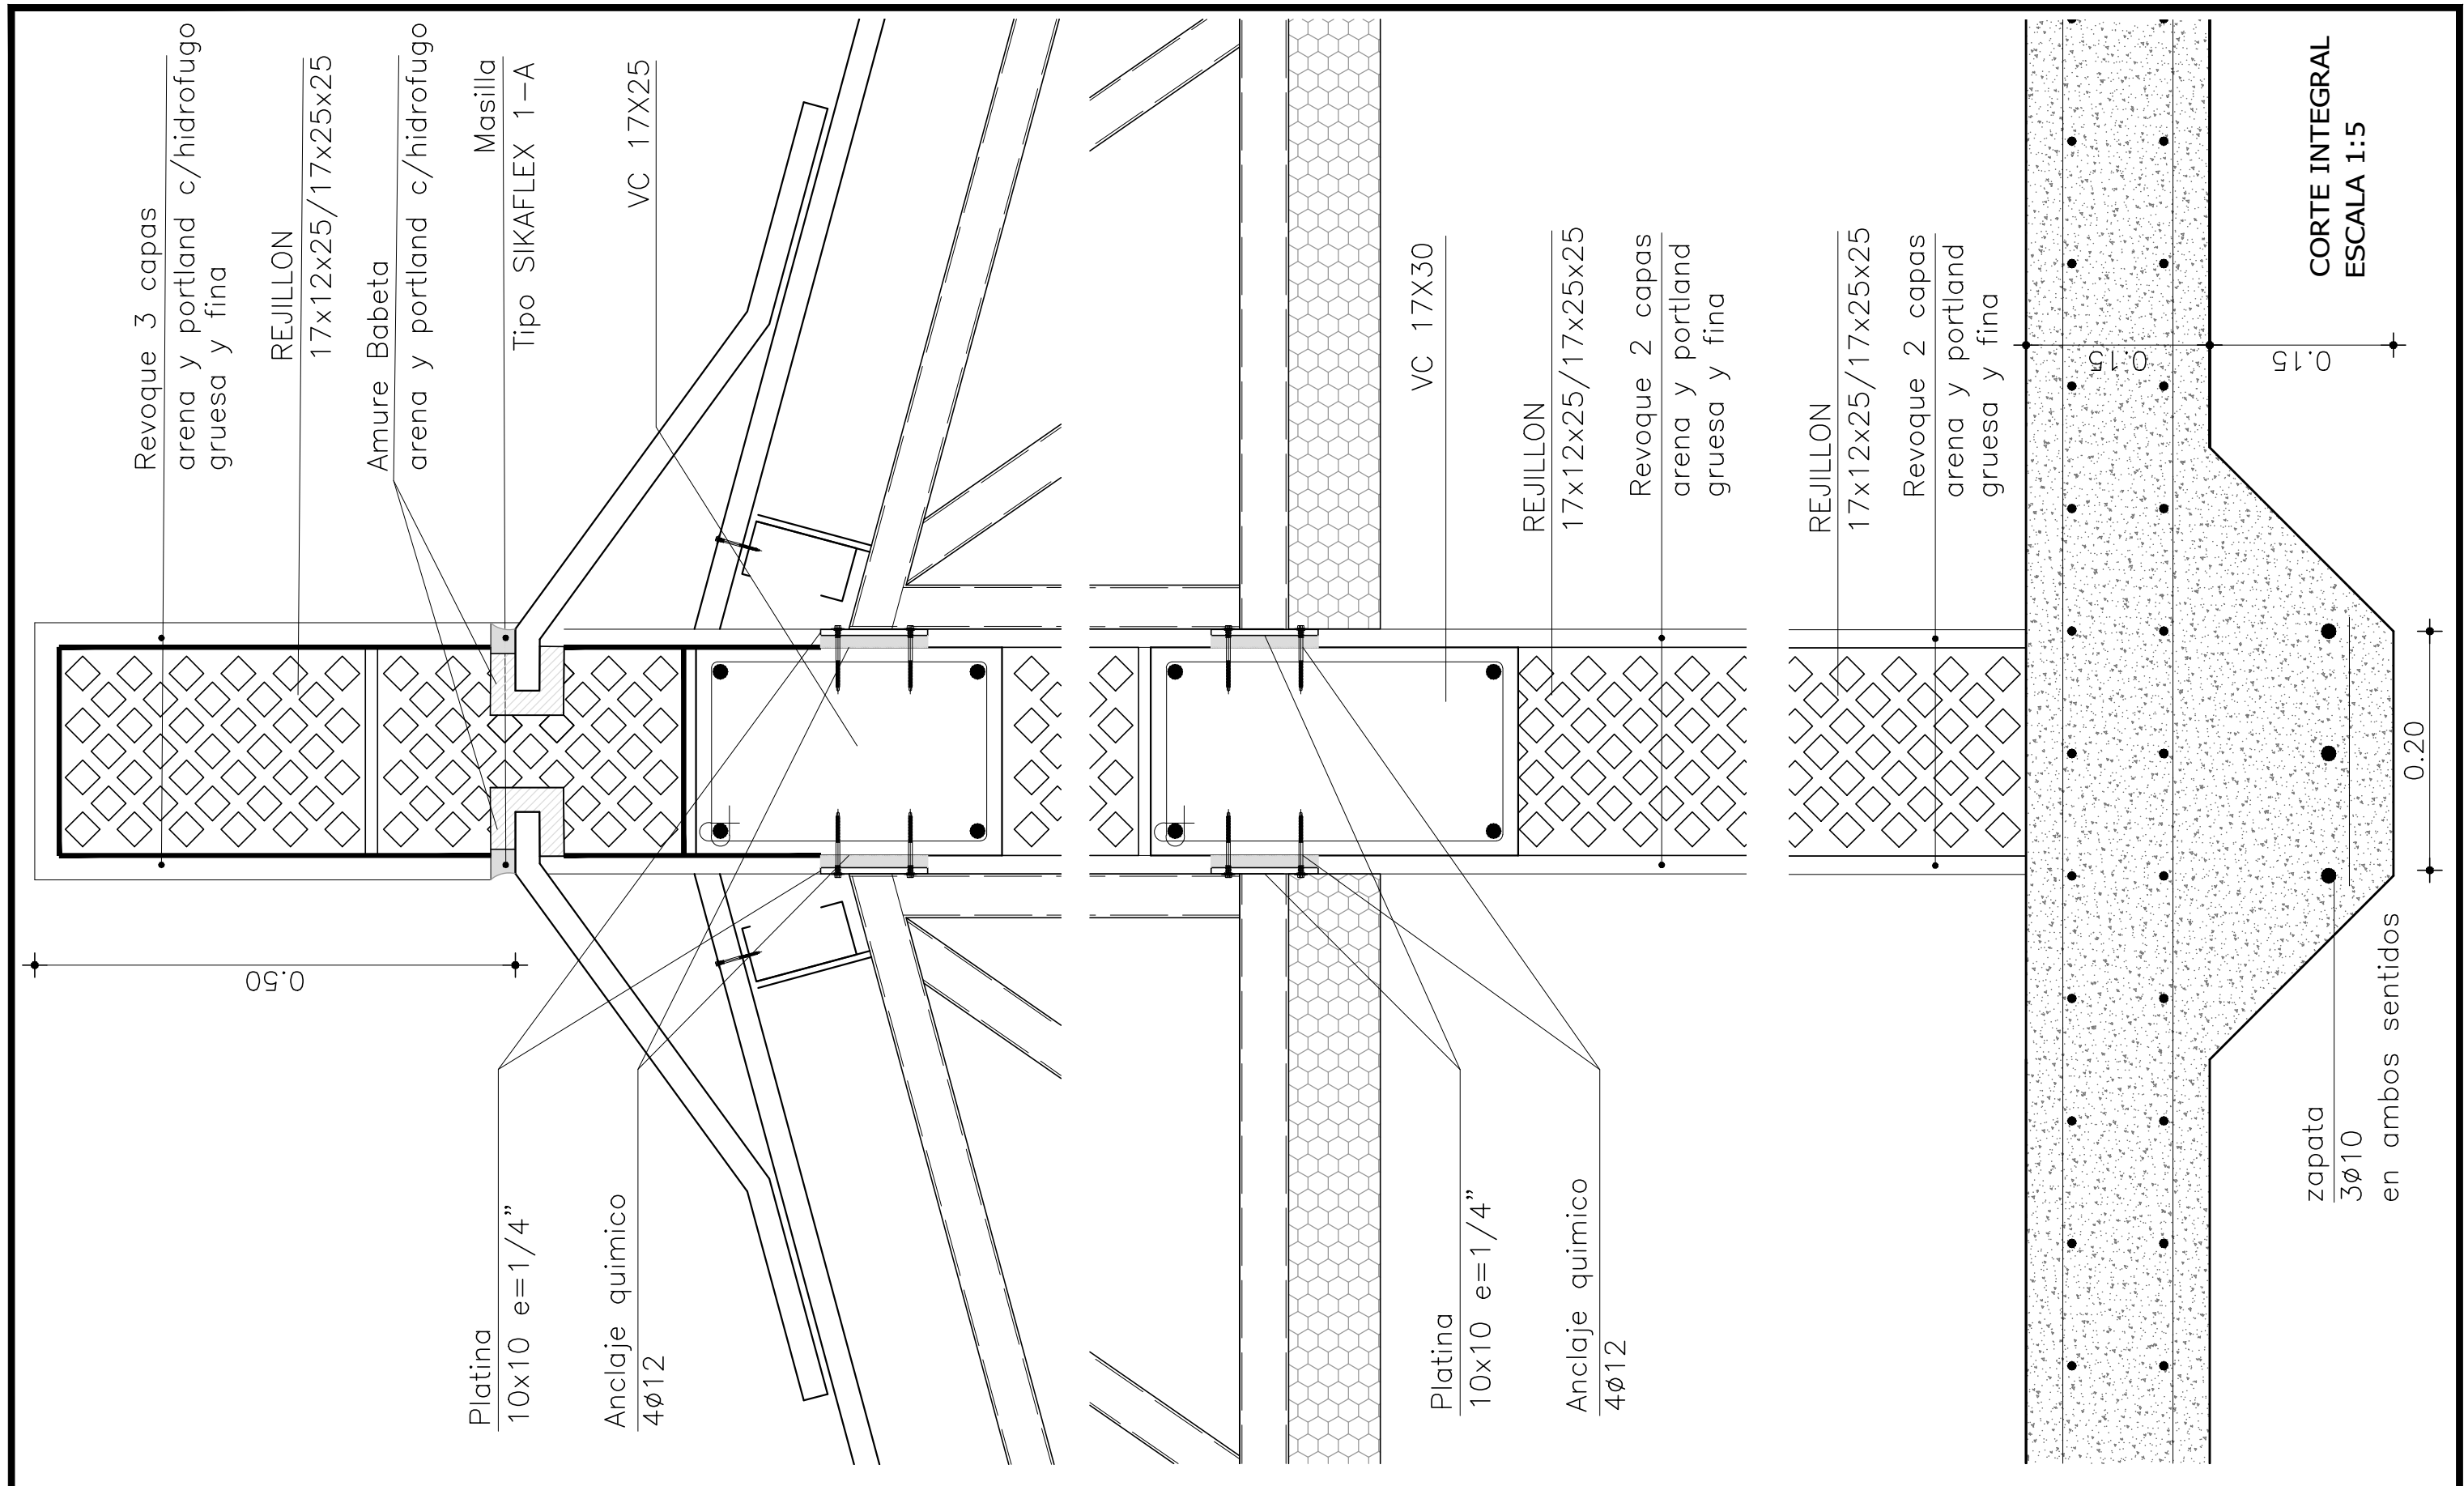 Revoque 3 capas
arena y portland c/hidrofugo
gruesa y fina
REJILLON
17x12x25/17x25x25
Amure Babeta
arena y portland c/hidrofugo
Masilla
Tipo SIKAFLEX 1-A
VC 17X25
0.50
Platina
10x10 e=1/4”
Anclaje quimico
4ø12
VC 17X30
REJILLON
17x12x25/17x25x25
Revoque 2 capas
arena y portland
gruesa y fina
Platina
10x10 e=1/4”
Anclaje quimico
4ø12
REJILLON
17x12x25/17x25x25
Revoque 2 capas
arena y portland
gruesa y fina
0.15
0.15
0.20
zapata
3ø10
en ambos sentidos
CORTE INTEGRAL
ESCALA 1:5